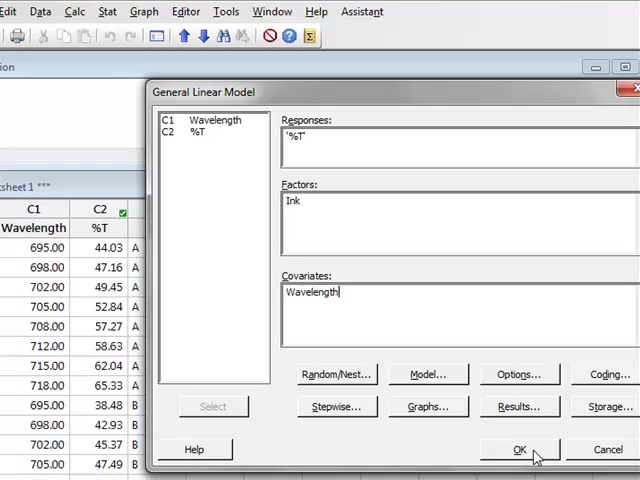 Edit Data Calc Stat Graph Editor Tools Window Help Assistant
General Linear Model
C1 Wavelength
C2 %T
Responses:
'%T'
Factors:
Ink
Covariates:
Wavelength
Random/Nest... Model... Options... Coding...
Select Stepwise... Graphs... Results... Storage...
Help OK Cancel
sheet 1 ***
C1 C2
Wavelength %T
695.00 44.03 A
698.00 47.16 A
702.00 49.45 A
705.00 52.84 A
708.00 57.27 A
712.00 58.63 A
715.00 62.04 A
718.00 65.33 A
695.00 38.48 B
698.00 42.93 B
702.00 45.37 B
705.00 47.49 B